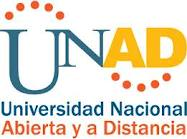 UNAD
Universidad Nacional
Abierta y a Distancia